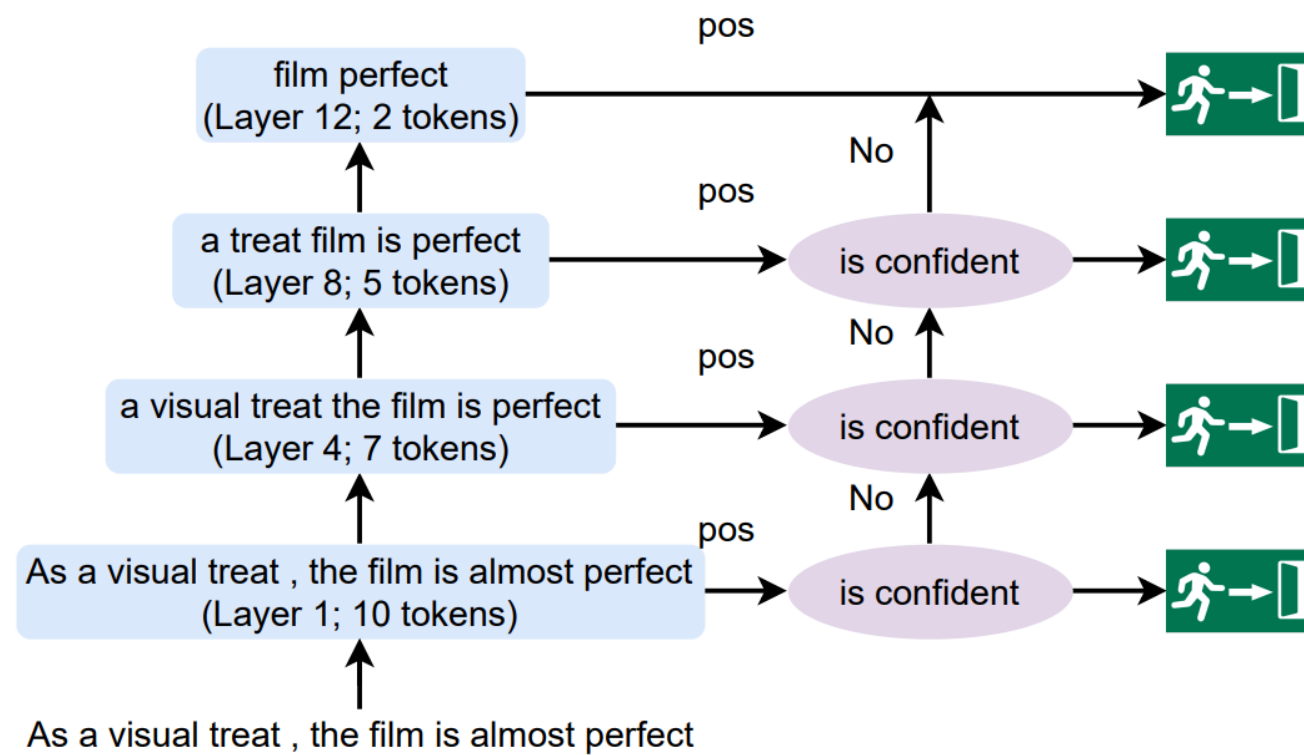 pos
film perfect
(Layer 12; 2 tokens)
No
pos
a treat film is perfect
(Layer 8; 5 tokens)
is confident
No
pos
a visual treat the film is perfect
(Layer 4; 7 tokens)
is confident
No
pos
As a visual treat , the film is almost perfect
(Layer 1; 10 tokens)
is confident
As a visual treat , the film is almost perfect